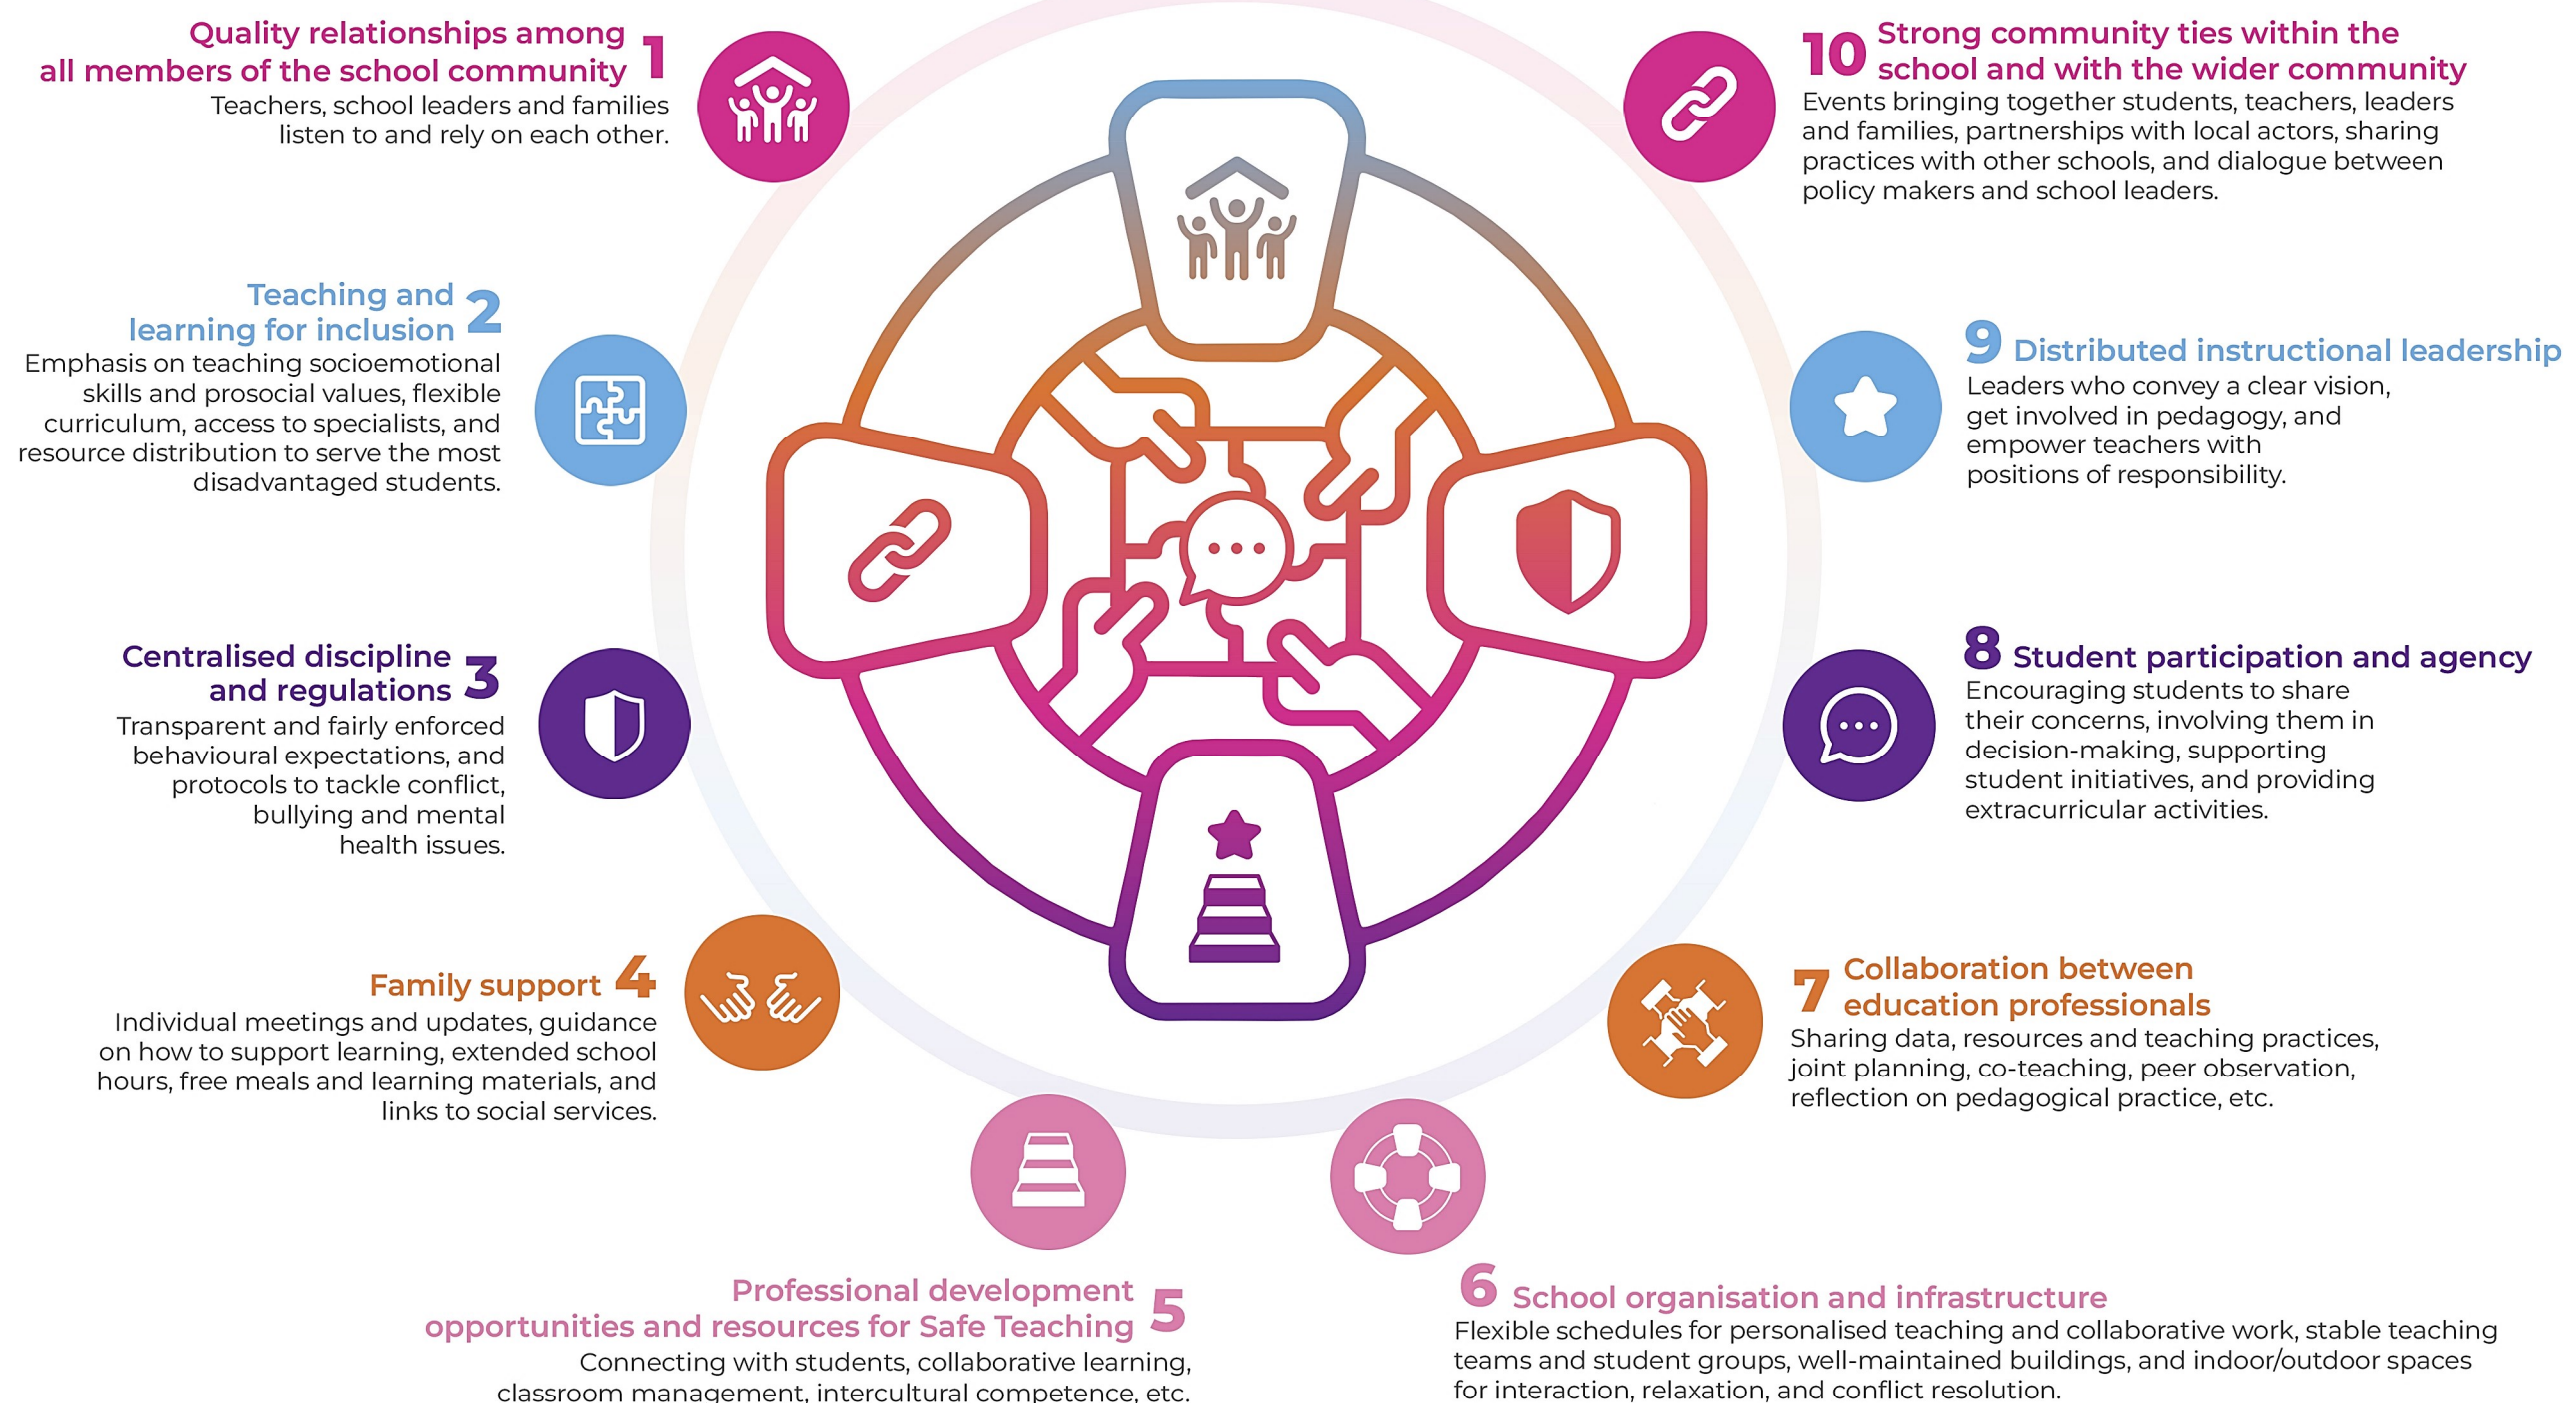 Quality relationships among
all members of the school community
1
Teachers, school leaders and families
listen to and rely on each other.
Teaching and
learning for inclusion
2
Emphasis on teaching socioemotional
skills and prosocial values, flexible
curriculum, access to specialists, and
resource distribution to serve the most
disadvantaged students.
Centralised discipline
and regulations
3
Transparent and fairly enforced
behavioural expectations, and
protocols to tackle conflict,
bullying and mental
health issues.
Family support 4
Individual meetings and updates, guidance
on how to support learning, extended school
hours, free meals and learning materials, and
links to social services.
Professional development
opportunities and resources for Safe Teaching
5
Connecting with students, collaborative learning,
classroom management, intercultural competence, etc.
6 School organisation and infrastructure
Flexible schedules for personalised teaching and collaborative work, stable teaching
teams and student groups, well-maintained buildings, and indoor/outdoor spaces
for interaction, relaxation, and conflict resolution.
7
Collaboration between
education professionals
Sharing data, resources and teaching practices,
joint planning, co-teaching, peer observation,
reflection on pedagogical practice, etc.
8 Student participation and agency
Encouraging students to share
their concerns, involving them in
decision-making, supporting
student initiatives, and providing
extracurricular activities.
9 Distributed instructional leadership
Leaders who convey a clear vision,
get involved in pedagogy, and
empower teachers with
positions of responsibility.
10
Strong community ties within the
school and with the wider community
Events bringing together students, teachers, leaders
and families, partnerships with local actors, sharing
practices with other schools, and dialogue between
policy makers and school leaders.